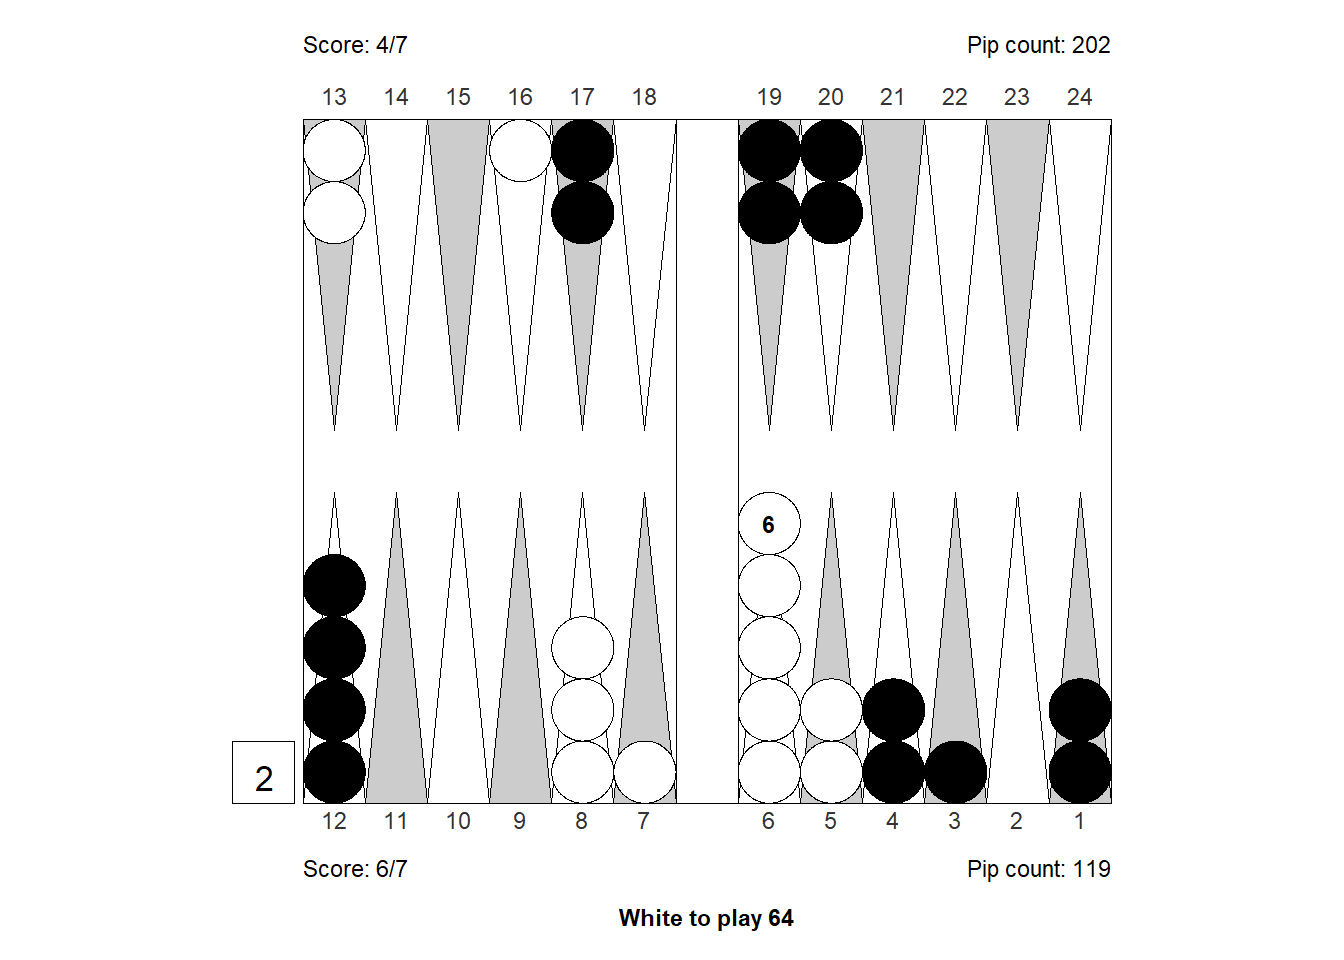 Score: 4/7 Pip count: 202
13 14 15 16 17 18 19 20 21 22 23 24
6
2
12 11 10 9 8 7 6 5 4 3 2 1
Score: 6/7 Pip count: 119
White to play 64